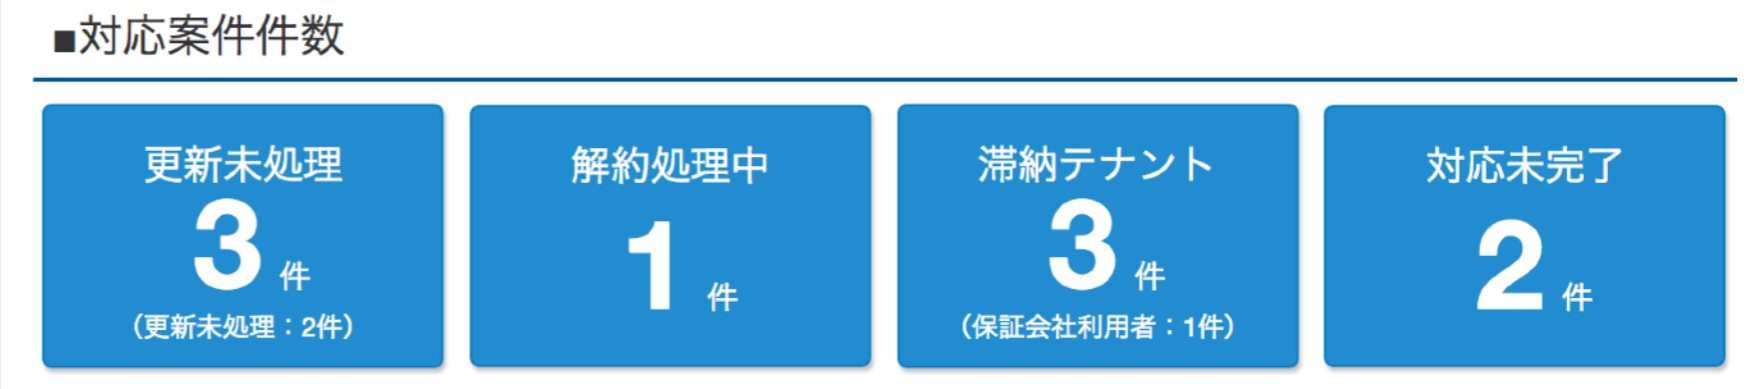 ■対応案件件数
更新未処理
3 件
（更新未処理：2件）
解約処理中
1 件
滞納テナント
3 件
（保証会社利用者：1件）
対応未完了
2 件